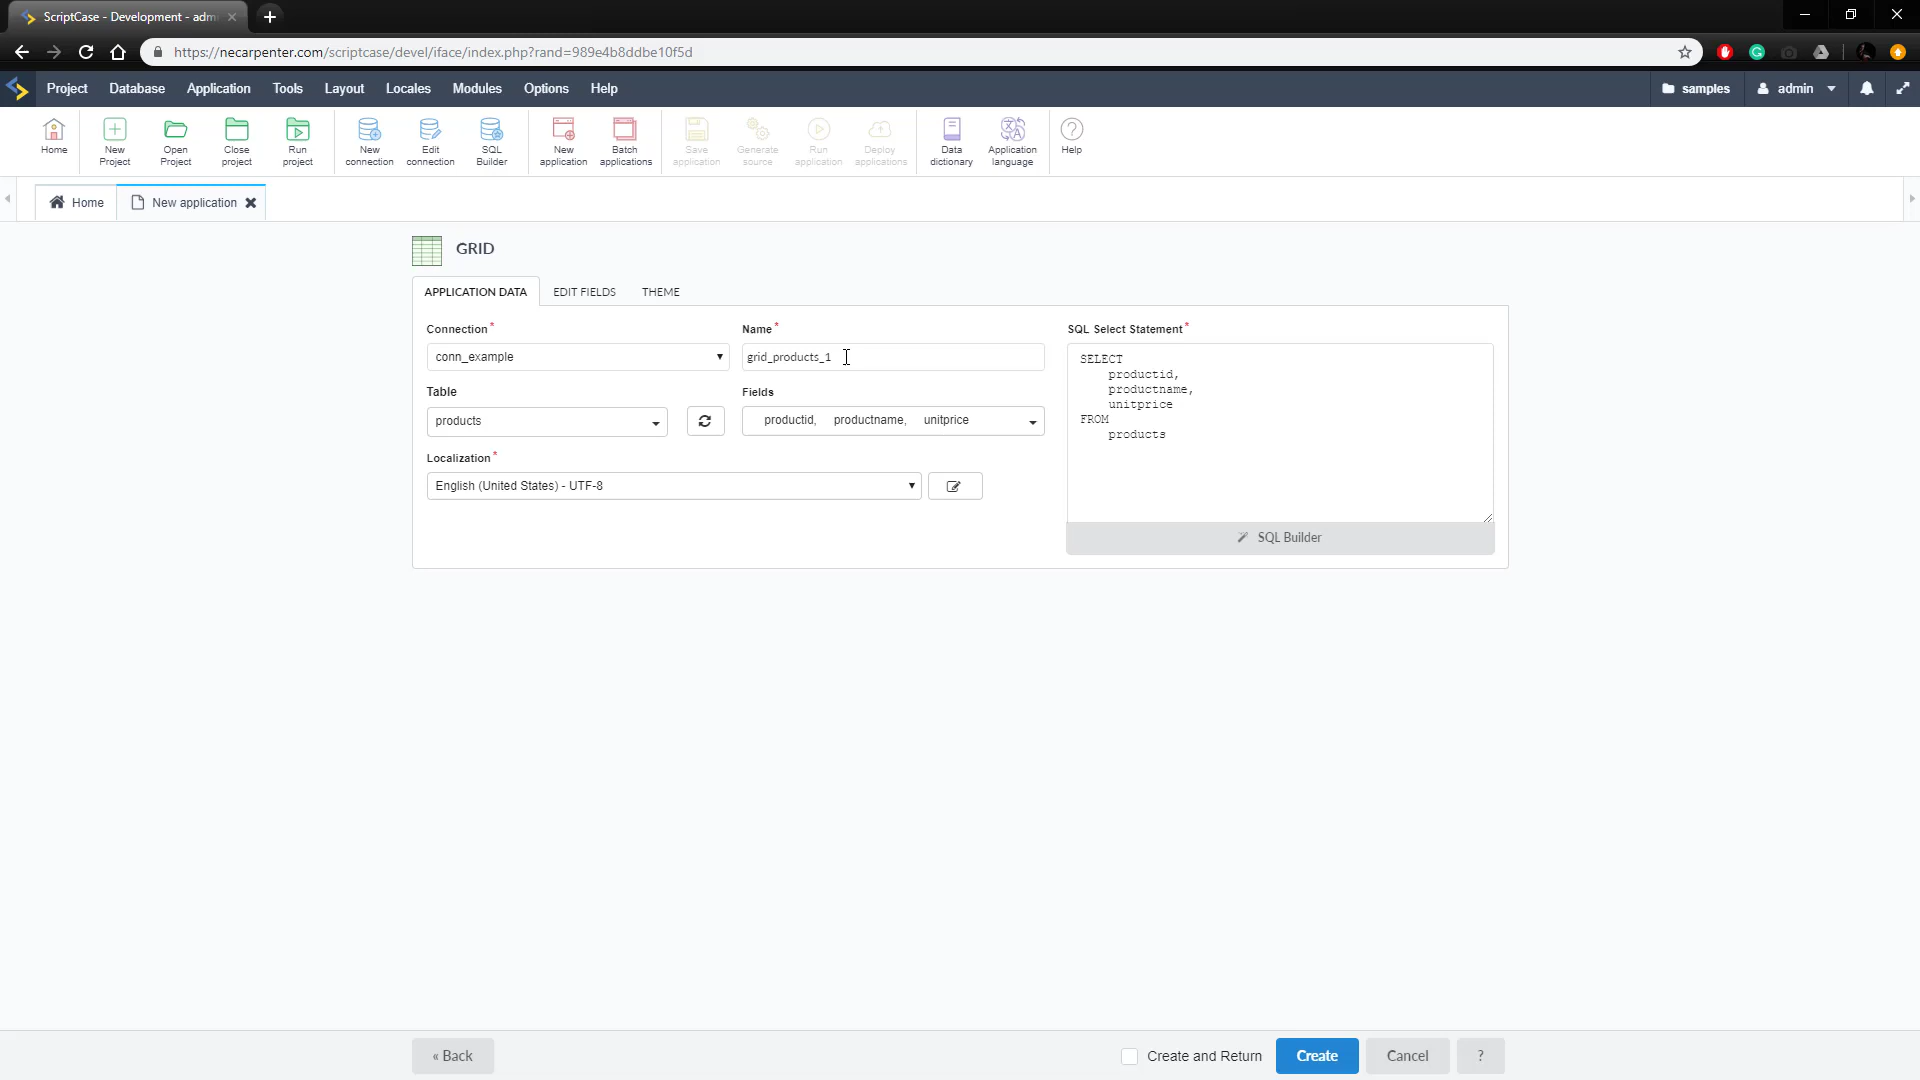 ScriptCase - Development - adm
https://necarpenter.com/scriptcase/devel/iface/index.php?rand=989e4b8ddbe10f5d
Project Database Application Tools Layout Locales Modules Options Help samples admin
Home
New Project
Open Project
Close project
Run project
New connection
Edit connection
SQL Builder
New application
Batch applications
Save application
Generate source
Run application
Deploy applications
Data dictionary
Application language
Help
Home New application
GRID
APPLICATION DATA EDIT FIELDS THEME
Connection *
conn_example
Name *
grid_products_1
Table
products
Fields
productid, productname, unitprice
Localization *
English (United States) - UTF-8
SQL Select Statement *
SELECT
productid,
productname,
unitprice
FROM
products
SQL Builder
« Back
Create and Return Create Cancel ?